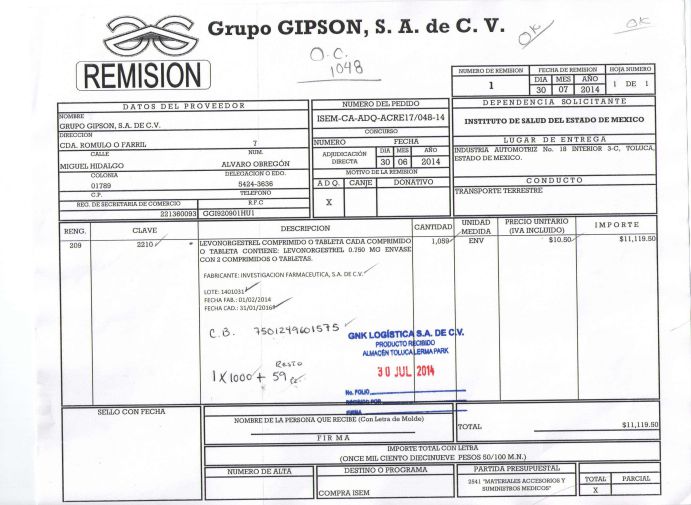 Grupo GIPSON, S. A. de C. V.
OK
OK
O.C.
1048
REMISION
NUMERO DE REMISION
FECHA DE REMISION
HOJA NUMERO
DIA MES AÑO
1
30 07 2014
1 DE 1
DATOS DEL PROVEEDOR
NUMERO DEL PEDIDO
DEPENDENCIA SOLICITANTE
NOMBRE
GRUPO GIPSON, S.A. DE C.V.
ISEM-CA-ADQ-ACRE17/048-14
INSTITUTO DE SALUD DEL ESTADO DE MEXICO
DIRECCION
CONCURSO
CDA. ROMULO O FARRIL 7
NUMERO FECHA
LUGAR DE ENTREGA
CALLE NUM.
ADJUDICACIÓN DIRECTA
DIA MES AÑO
30 06 2014
INDUSTRIA AUTOMOTRIZ No. 18 INTERIOR 3-C, TOLUCA,
ESTADO DE MEXICO.
MIGUEL HIDALGO ALVARO OBREGÓN
COLONIA DELEGACION O EDO.
MOTIVO DE LA REMISION
CONDUCTO
01789 5424-3636
ADQ. CANJE DONATIVO
TRANSPORTE TERRESTRE
C.P. TELEFONO
X
REG. DE SECRETARIA DE COMERCIO R.F.C
221360093 GGI920901HU1
RENG. CLAVE DESCRIPCION CANTIDAD UNIDAD MEDIDA PRECIO UNITARIO (IVA INCLUIDO) IMPORTE
209 2210 * LEVONORGESTREL COMPRIMIDO O TABLETA CADA COMPRIMIDO 1,059 ENV $10.50 $11,119.50
O TABLETA CONTIENE: LEVONORGESTREL 0.750 MG ENVASE
CON 2 COMPRIMIDOS O TABLETAS.
FABRICANTE: INVESTIGACION FARMACEUTICA, S.A. DE C.V.
LOTE: 1401031
FECHA FAB.: 01/02/2014
FECHA CAD.: 31/01/2016
C.B. 7501249601575
GNK LOGÍSTICA S.A. DE C.V.
PRODUCTO RECIBIDO
ALMACÉN TOLUCA LERMA PARK
Resto
1 X 1000 + 59
30 JUL 2014
No. FOLIO
RECIBIDO POR
FIRMA
SELLO CON FECHA
NOMBRE DE LA PERSONA QUE RECIBE (Con Letra de Molde)
TOTAL $11,119.50
FIRMA
IMPORTE TOTAL CON LETRA
(ONCE MIL CIENTO DIECINUEVE PESOS 50/100 M.N.)
NUMERO DE ALTA
DESTINO O PROGRAMA
PARTIDA PRESUPUESTAL
COMPRA ISEM
2541 "MATERIALES ACCESORIOS Y
SUMINISTROS MEDICOS"
TOTAL PARCIAL
X